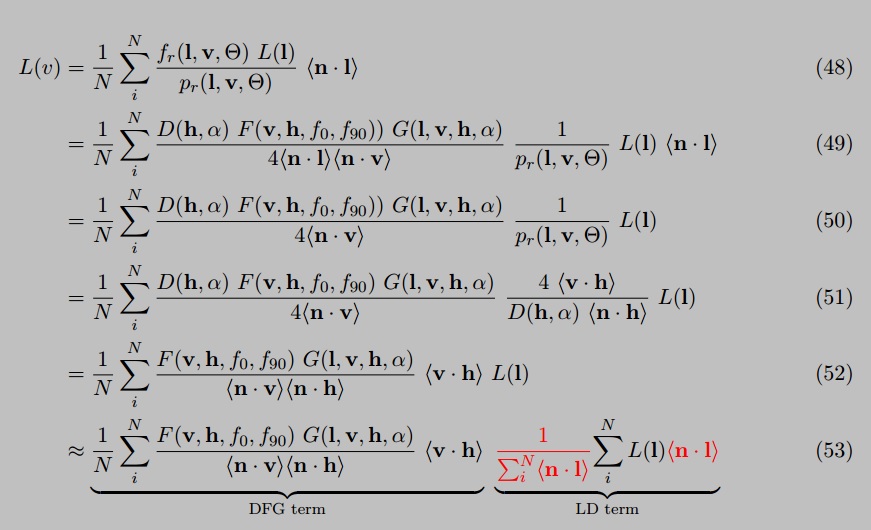 L(v) = 1/N ∑_i^N f_r(l, v, Θ) L(l) / p_r(l, v, Θ) ⟨n · l⟩ (48)
= 1/N ∑_i^N D(h, α) F(v, h, f_0, f_90)) G(l, v, h, α) / 4⟨n · l⟩⟨n · v⟩ 1 / p_r(l, v, Θ) L(l) ⟨n · l⟩ (49)
= 1/N ∑_i^N D(h, α) F(v, h, f_0, f_90)) G(l, v, h, α) / 4⟨n · v⟩ 1 / p_r(l, v, Θ) L(l) (50)
= 1/N ∑_i^N D(h, α) F(v, h, f_0, f_90) G(l, v, h, α) / 4⟨n · v⟩ 4 ⟨v · h⟩ / D(h, α) ⟨n · h⟩ L(l) (51)
= 1/N ∑_i^N F(v, h, f_0, f_90) G(l, v, h, α) / ⟨n · v⟩⟨n · h⟩ ⟨v · h⟩ L(l) (52)
≈ 1/N ∑_i^N F(v, h, f_0, f_90) G(l, v, h, α) / ⟨n · v⟩⟨n · h⟩ ⟨v · h⟩ 1 / ∑_i^N ⟨n · l⟩ ∑_i^N L(l)⟨n · l⟩ (53)
DFG term LD term